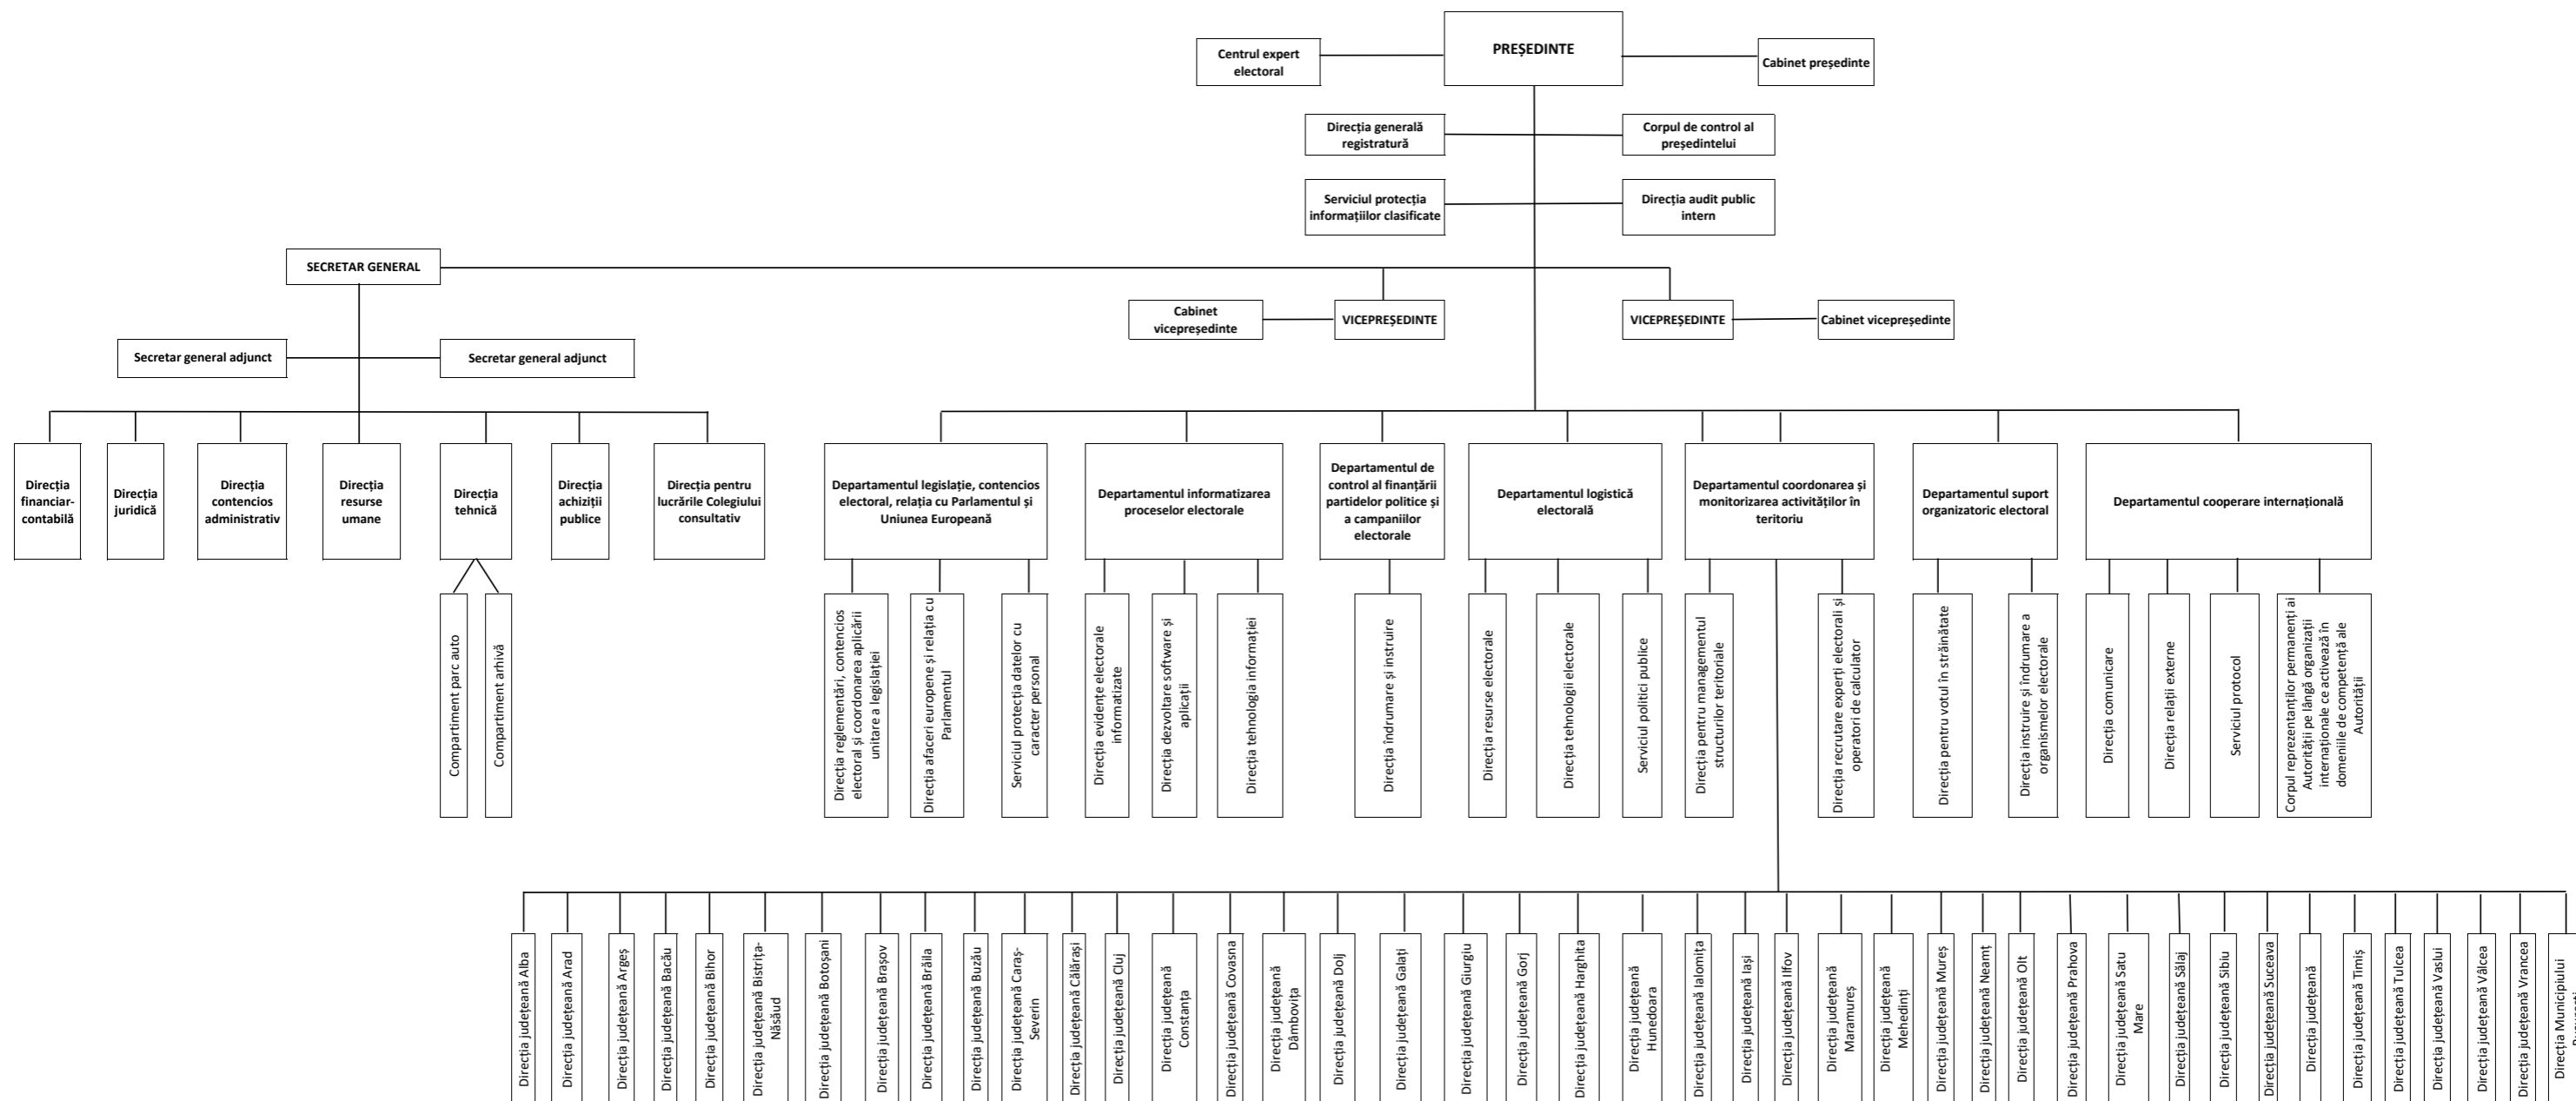 PREȘEDINTE
Centrul expert
electoral
Cabinet președinte
Direcția generală
registratură
Corpul de control al
președintelui
Serviciul protecția
informațiilor clasificate
Direcția audit public
intern
SECRETAR GENERAL
Cabinet
vicepreședinte
VICEPREȘEDINTE
VICEPREȘEDINTE
Cabinet vicepreședinte
Secretar general adjunct
Secretar general adjunct
Direcția
financiar-
contabilă
Direcția
juridică
Direcția
contencios
administrativ
Direcția
resurse
umane
Direcția
tehnică
Direcția
achiziții
publice
Direcția pentru
lucrările Colegiului
consultativ
Departamentul legislație, contencios
electoral, relația cu Parlamentul și
Uniunea Europeană
Departamentul informatizarea
proceselor electorale
Departamentul de
control al finanțării
partidelor politice și
a campaniilor
electorale
Departamentul logistică
electorală
Departamentul coordonarea și
monitorizarea activităților în
teritoriu
Departamentul suport
organizatoric electoral
Departamentul cooperare internațională
Compartiment parc auto
Compartiment arhivă
Direcția reglementări, contencios
electoral și coordonarea aplicării
unitare a legislației
Direcția afaceri europene și relația cu
Parlamentul
Serviciul protecția datelor cu
caracter personal
Direcția evidențe electorale
informatizate
Direcția dezvoltare software și
aplicații
Direcția tehnologia informației
Direcția îndrumare și instruire
Direcția resurse electorale
Direcția tehnologii electorale
Serviciul politici publice
Direcția pentru managementul
structurilor teritoriale
Direcția recrutare experți electorali și
operatori de calculator
Direcția pentru votul în străinătate
Direcția instruire și îndrumare a
organismelor electorale
Direcția comunicare
Direcția relații externe
Serviciul protocol
Corpul reprezentanților permanenți ai
Autorității pe lângă organizații
internaționale ce activează în
domeniile de competență ale
Autorității
Direcția județeană Alba
Direcția județeană Arad
Direcția județeană Argeș
Direcția județeană Bacău
Direcția județeană Bihor
Direcția județeană Bistrița-
Năsăud
Direcția județeană Botoșani
Direcția județeană Brașov
Direcția județeană Brăila
Direcția județeană Buzău
Direcția județeană Caraș-
Severin
Direcția județeană Călărași
Direcția județeană Cluj
Direcția județeană
Constanța
Direcția județeană Covasna
Direcția județeană
Dâmbovița
Direcția județeană Dolj
Direcția județeană Galați
Direcția județeană Giurgiu
Direcția județeană Gorj
Direcția județeană Harghita
Direcția județeană
Hunedoara
Direcția județeană Ialomița
Direcția județeană Iași
Direcția județeană Ilfov
Direcția județeană
Maramureș
Direcția județeană
Mehedinți
Direcția județeană Mureș
Direcția județeană Neamț
Direcția județeană Olt
Direcția județeană Prahova
Direcția județeană Satu
Mare
Direcția județeană Sălaj
Direcția județeană Sibiu
Direcția județeană Suceava
Direcția județeană
Direcția județeană Timiș
Direcția județeană Tulcea
Direcția județeană Vaslui
Direcția județeană Vâlcea
Direcția județeană Vrancea
Direcția Municipiului